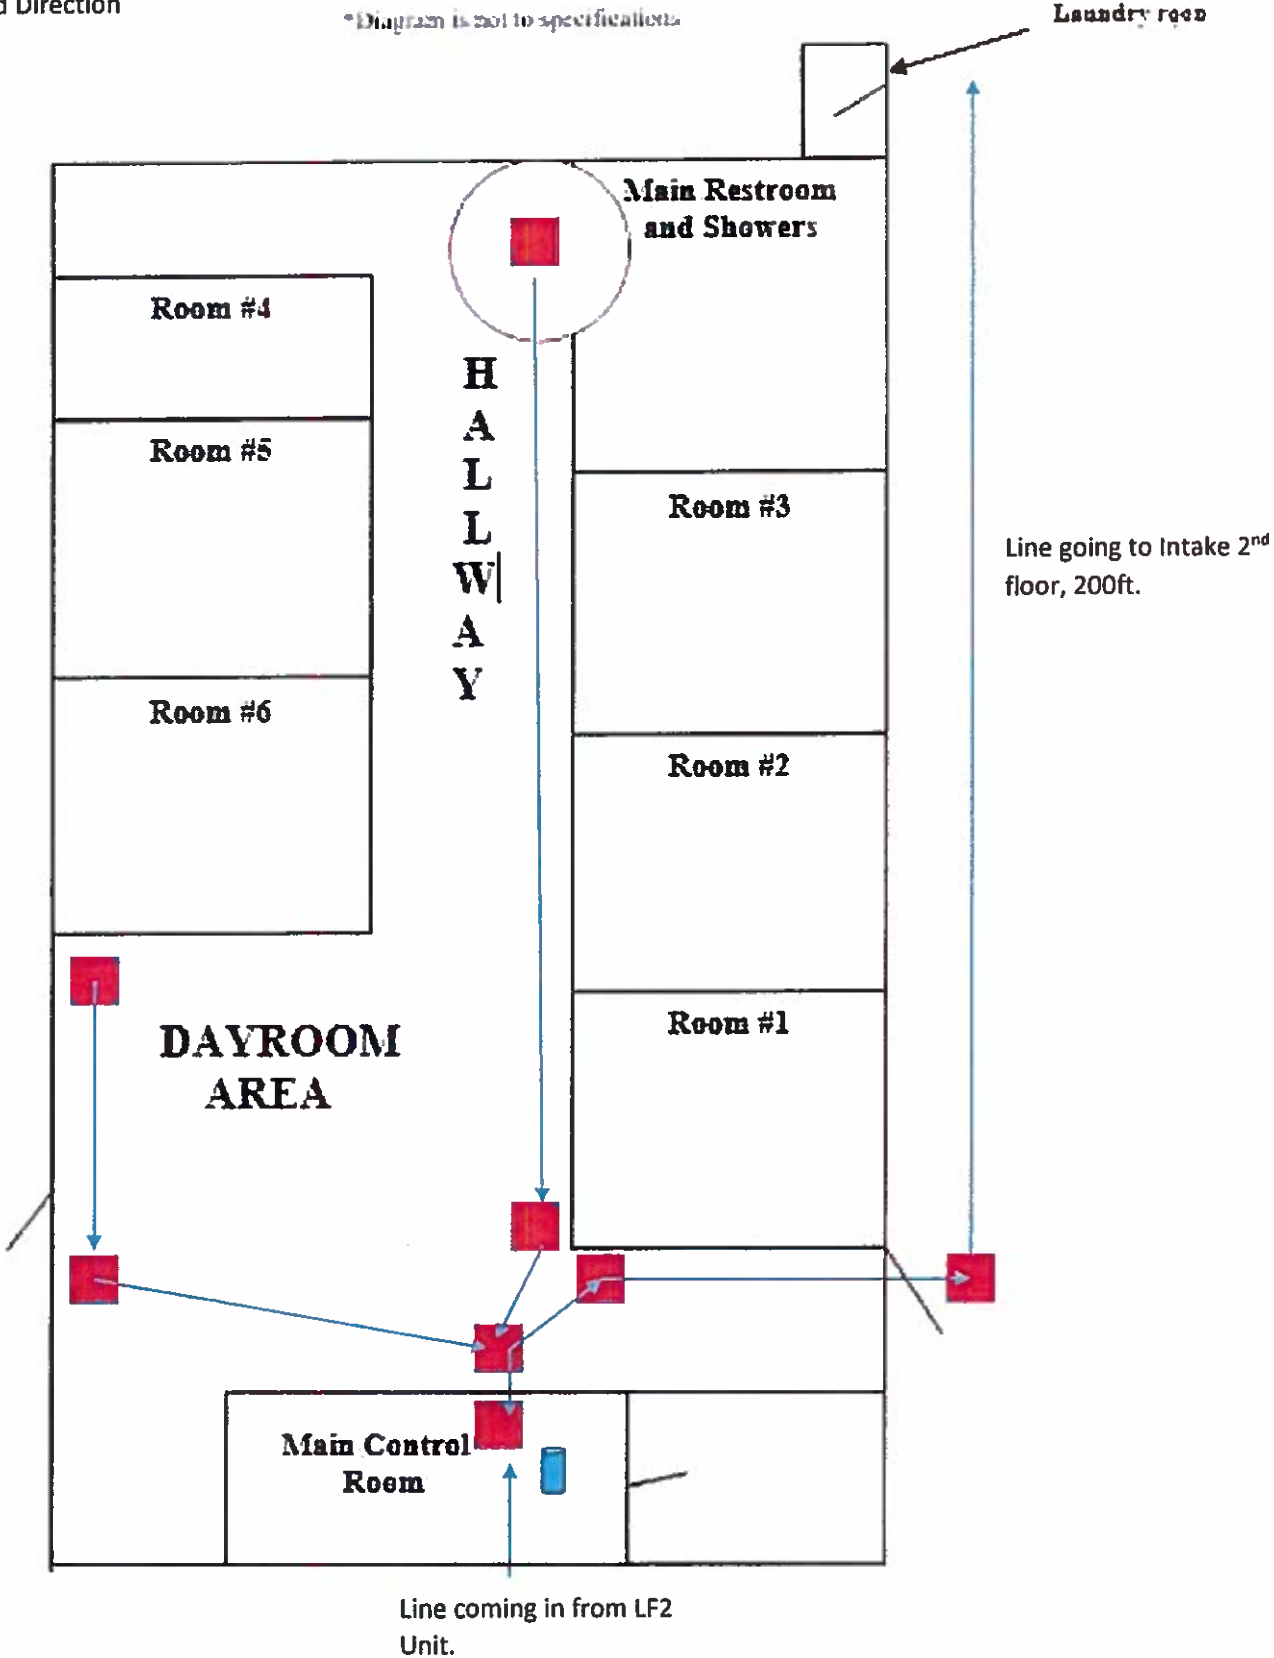 d Direction
*Diagram is not to specifications
Laundry room
Main Restroom
and Showers
Room #4
H
A
L
L
W
A
Y
Room #5
Room #3
Line going to Intake 2nd
floor, 200ft.
Room #6
Room #2
Room #1
DAYROOM
AREA
Main Control
Room
Line coming in from LF2
Unit.